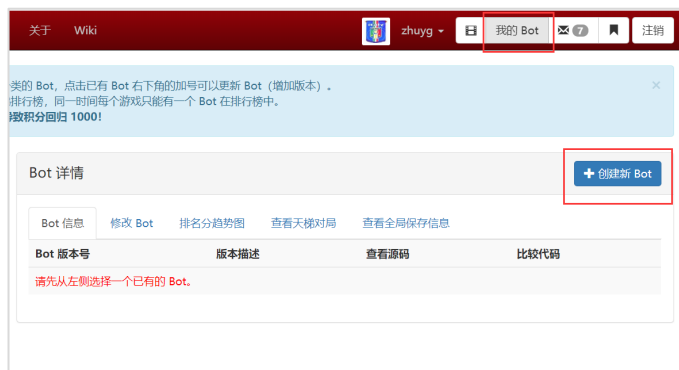 关于 Wiki zhuyg 我的 Bot 7 注销
类的 Bot，点击已有 Bot 右下角的加号可以更新 Bot（增加版本）。 ×
排行榜，同一时间每个游戏只能有一个 Bot 在排行榜中。
致积分回归 1000!
Bot 详情 创建新 Bot
Bot 信息 修改 Bot 排名分趋势图 查看天梯对局 查看全局保存信息
Bot 版本号 版本描述 查看源码 比较代码
请先从左侧选择一个已有的 Bot。